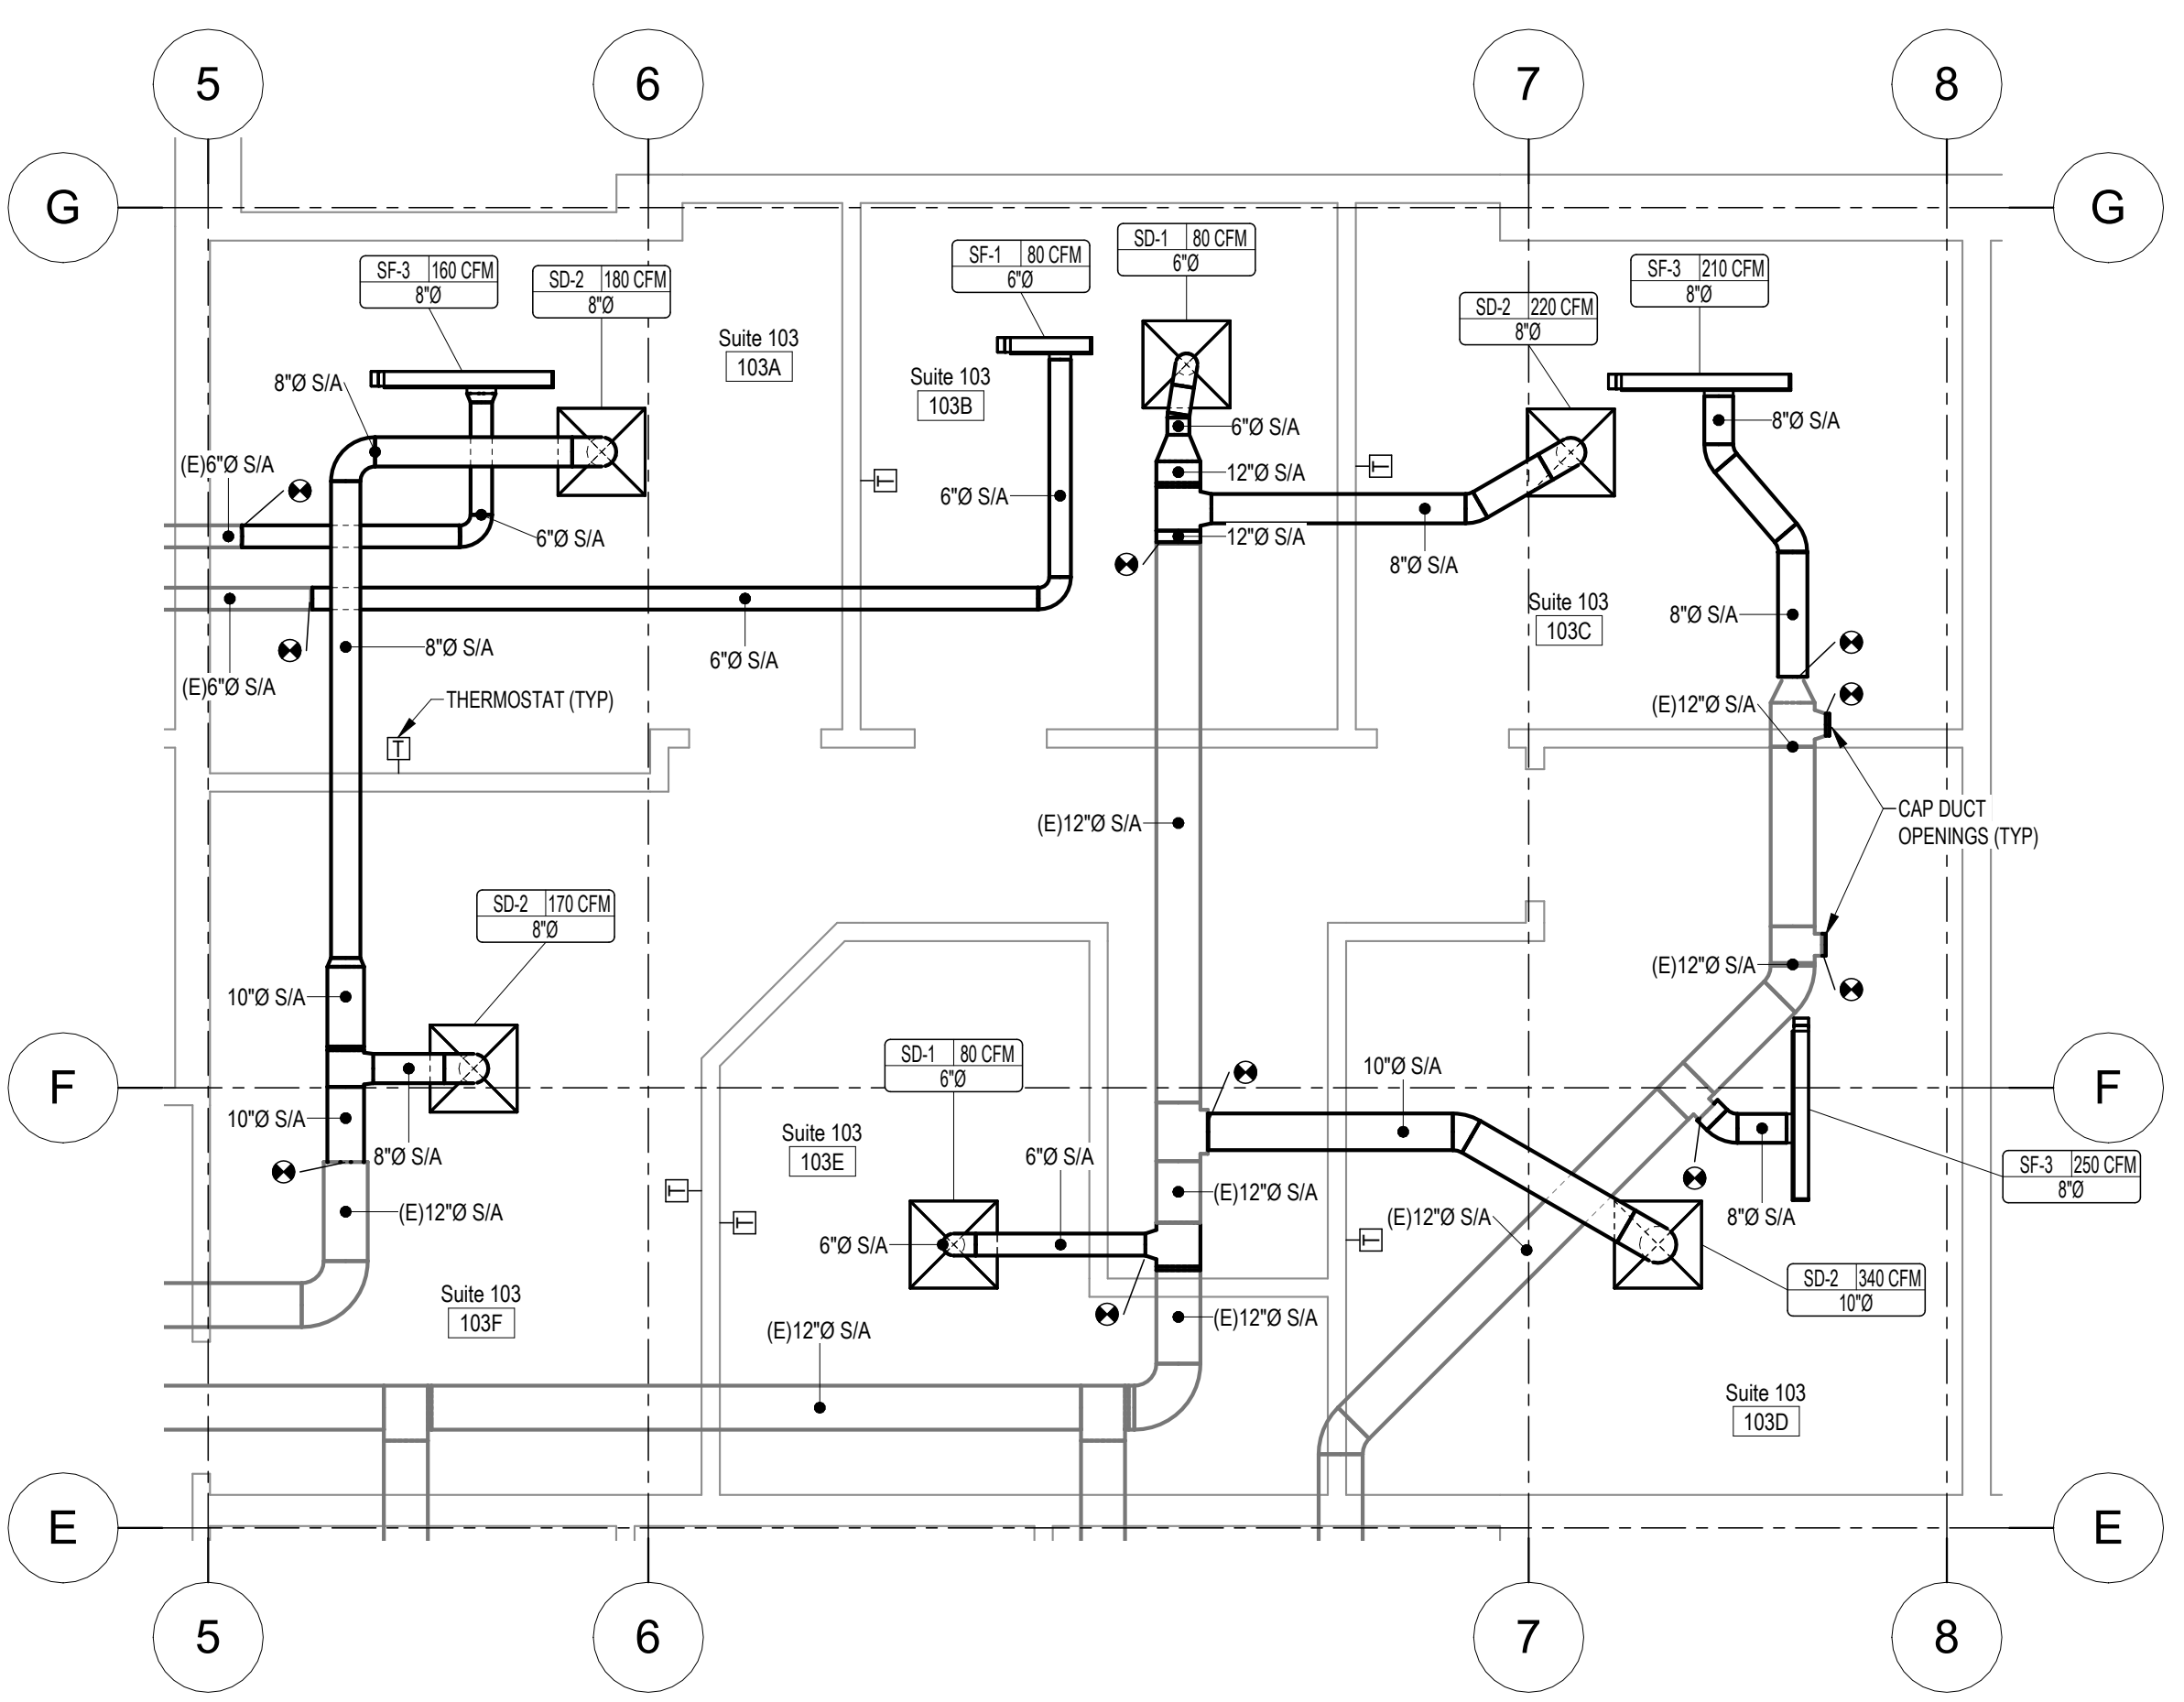 5
6
7
8
G
G
SD-1 80 CFM
6"Ø
SF-1 80 CFM
6"Ø
SF-3 160 CFM
8"Ø
SD-2 180 CFM
8"Ø
SF-3 210 CFM
8"Ø
SD-2 220 CFM
8"Ø
Suite 103
103A
Suite 103
103B
8"Ø S/A
6"Ø S/A
8"Ø S/A
(E)6"Ø S/A
12"Ø S/A
T
T
6"Ø S/A
6"Ø S/A
12"Ø S/A
8"Ø S/A
Suite 103
103C
8"Ø S/A
8"Ø S/A
6"Ø S/A
(E)6"Ø S/A
THERMOSTAT (TYP)
(E)12"Ø S/A
T
CAP DUCT
OPENINGS (TYP)
(E)12"Ø S/A
SD-2 170 CFM
8"Ø
(E)12"Ø S/A
10"Ø S/A
SD-1 80 CFM
6"Ø
10"Ø S/A
F
F
10"Ø S/A
Suite 103
103E
8"Ø S/A
6"Ø S/A
SF-3 250 CFM
8"Ø
T
(E)12"Ø S/A
(E)12"Ø S/A
T
(E)12"Ø S/A
8"Ø S/A
6"Ø S/A
T
SD-2 340 CFM
10"Ø
Suite 103
103F
(E)12"Ø S/A
(E)12"Ø S/A
Suite 103
103D
E
E
5
6
7
8